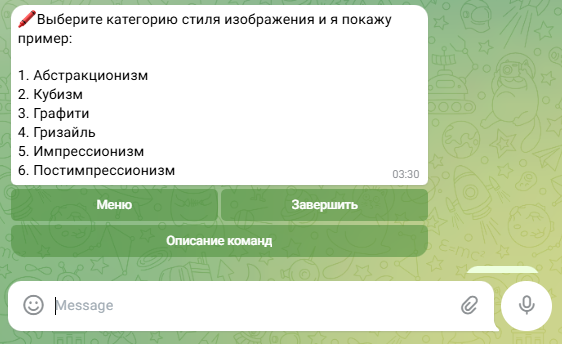 Выберите категорию стиля изображения и я покажу
пример:
1. Абстракционизм
2. Кубизм
3. Графити
4. Гризайль
5. Импрессионизм
6. Постимпрессионизм
03:30
Меню
Завершить
Описание команд
Message